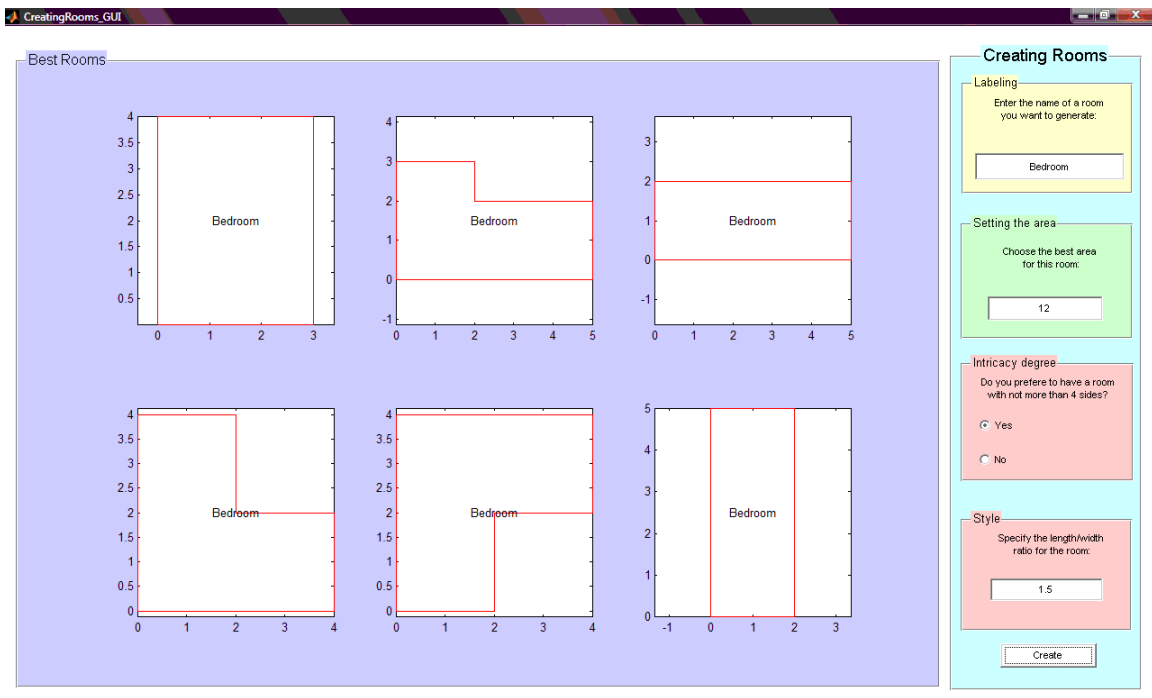 CreatingRooms_GUI
Best Rooms
4
3.5
3
2.5
2
1.5
1
0.5
0 1 2 3
Bedroom
4
3
2
1
0
-1
0 1 2 3 4 5
Bedroom
3
2
1
0
-1
0 1 2 3 4 5
Bedroom
4
3.5
3
2.5
2
1.5
1
0.5
0
0 1 2 3 4
Bedroom
4
3.5
3
2.5
2
1.5
1
0.5
0
0 1 2 3 4
Bedroom
5
4
3
2
1
0
-1 0 1 2 3
Bedroom
Creating Rooms
Labeling
Enter the name of a room
you want to generate:
Bedroom
Setting the area
Choose the best area
for this room:
12
Intricacy degree
Do you prefere to have a room
with not more than 4 sides?
Yes
No
Style
Specify the length/width
ratio for the room:
1.5
Create